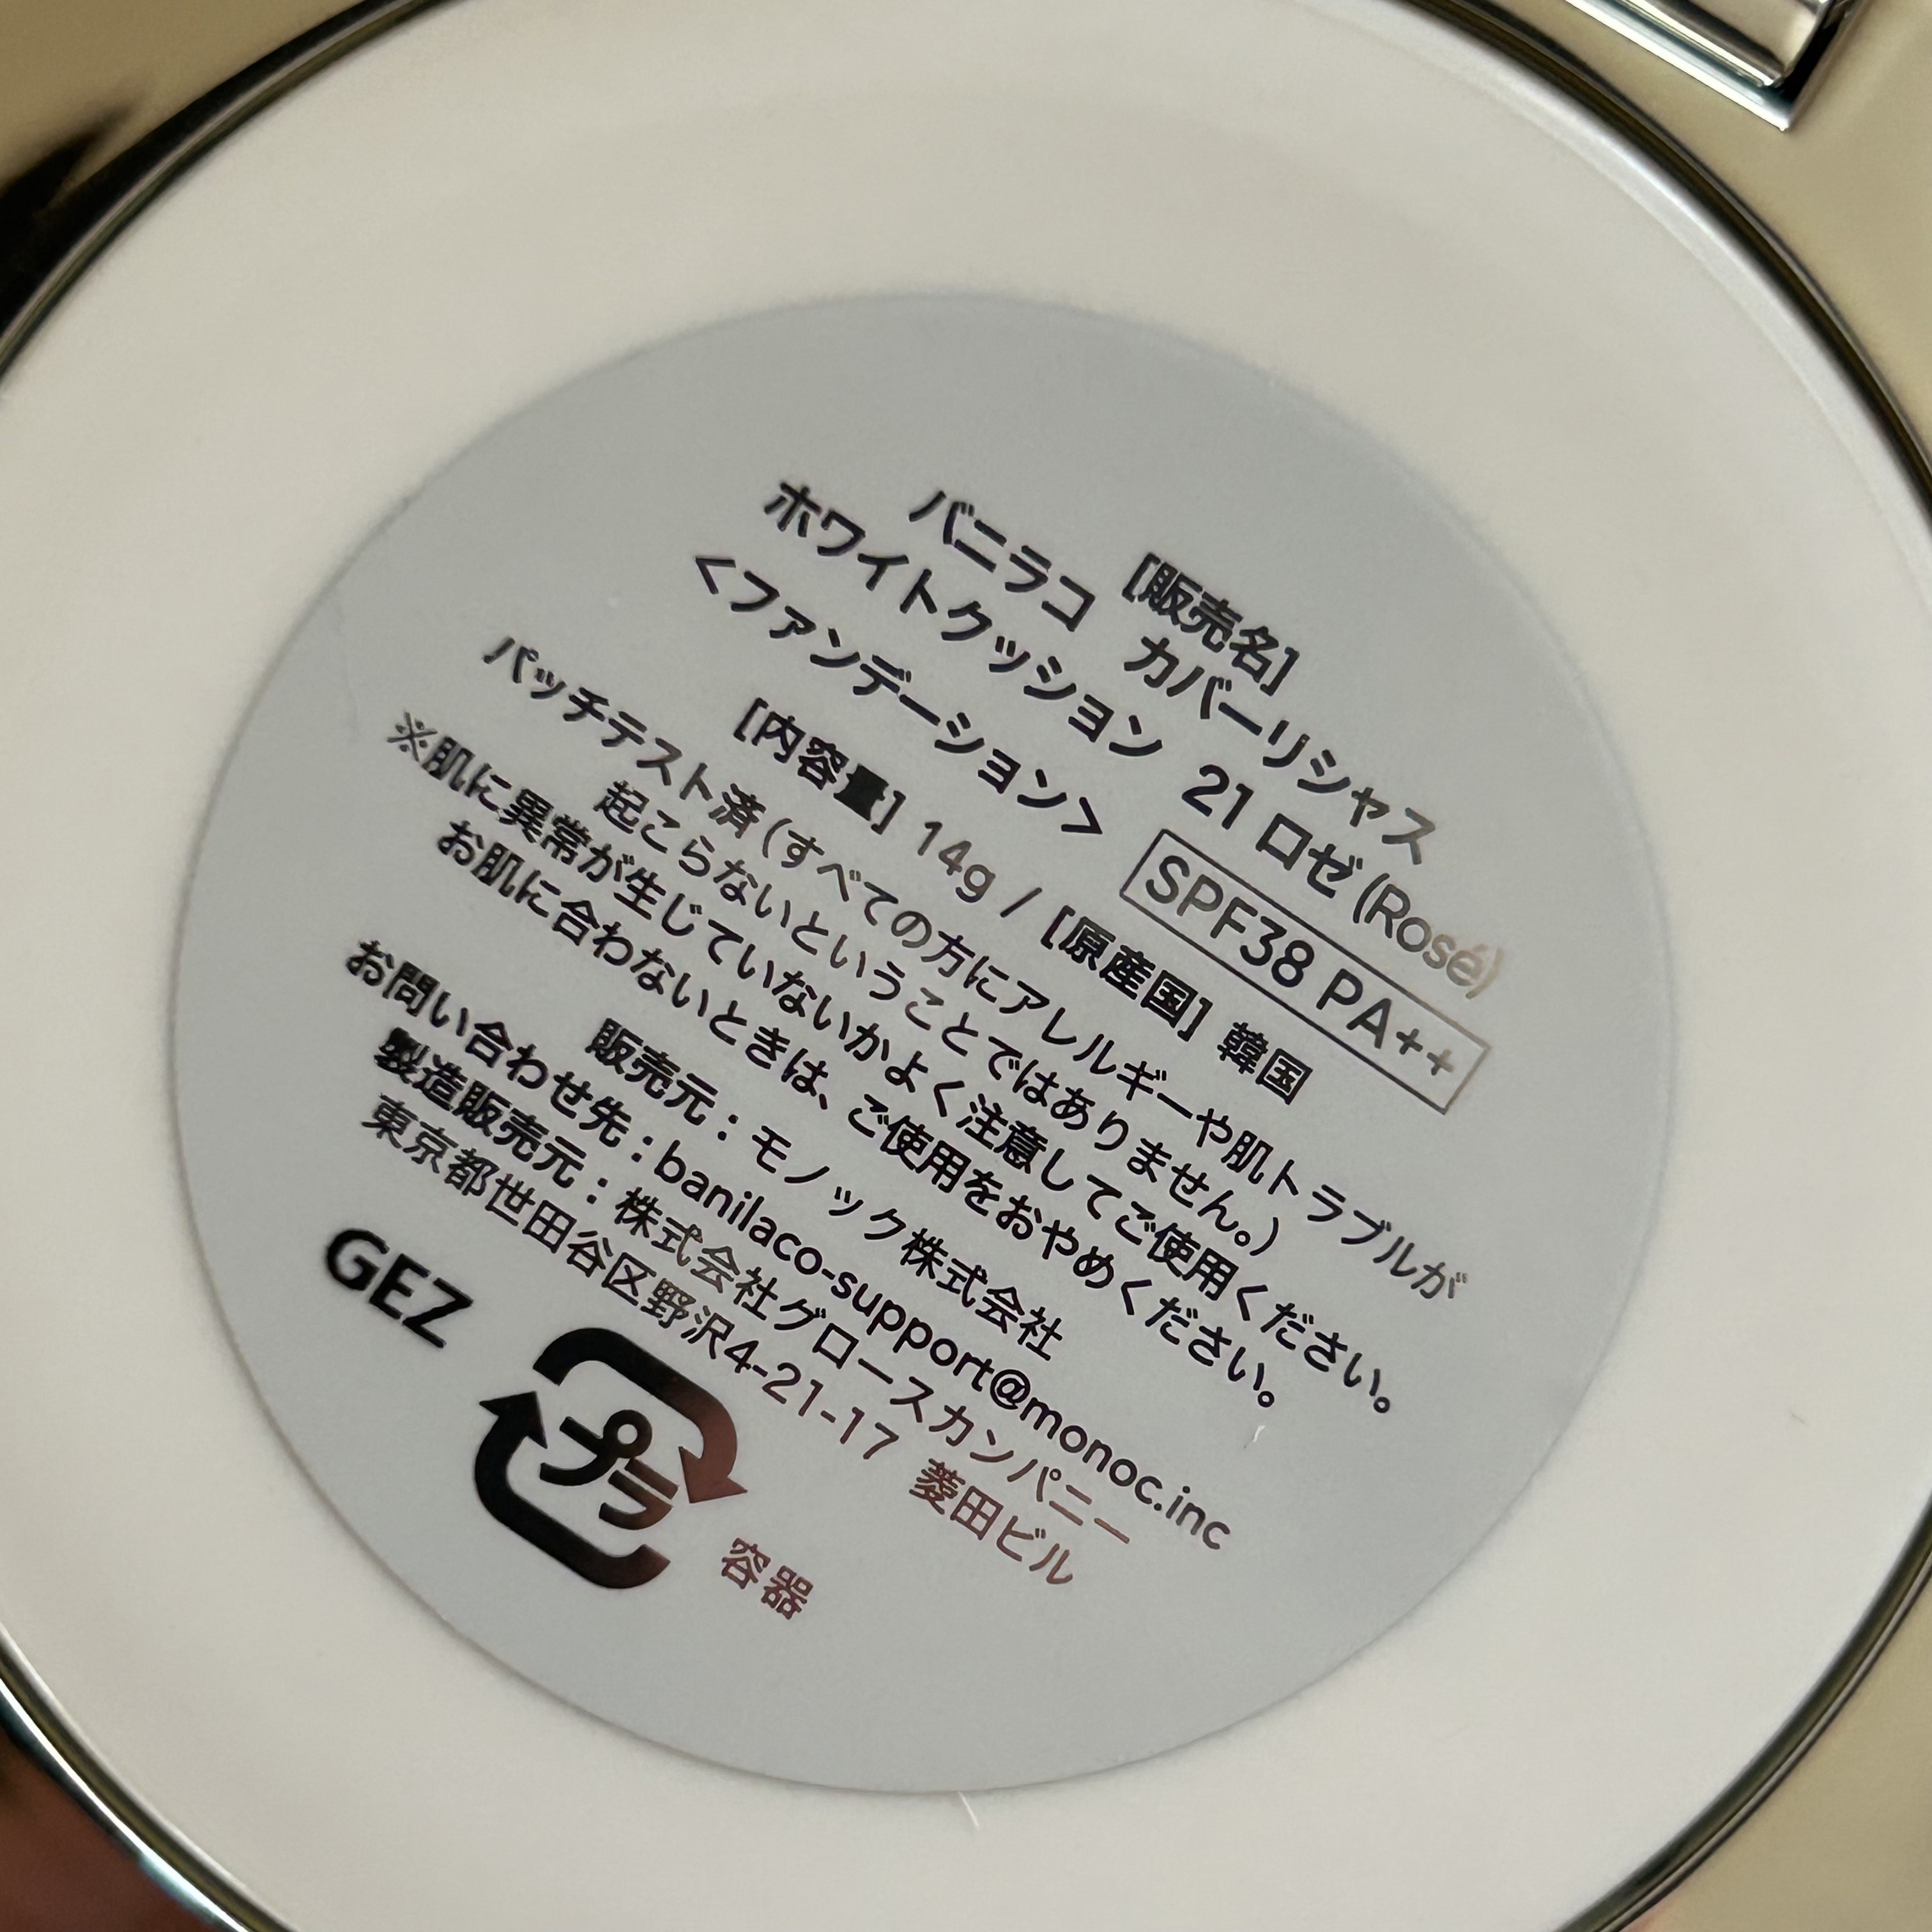 [販売名]
バニラコ カバーリシャス
ホワイトクッション 21 ロゼ (Rosé)
<ファンデーション> SPF38 PA++
[内容量] 14g / [原産国] 韓国
パッチテスト済 (すべての方にアレルギーや肌トラブルが
起こらないということではありません。)
※肌に異常が生じていないかよく注意してご使用ください。
お肌に合わないときは、ご使用をおやめください。
販売元：モノック株式会社
お問い合わせ先：banilaco-support@monoc.inc
製造販売元：株式会社グロースカンパニー
東京都世田谷区野沢4-21-17 菱田ビル
GEZ プラ 容器